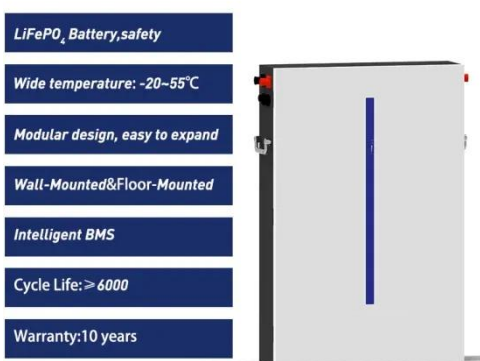 LiFePO₄ Battery,safety
Wide temperature: -20~55℃
Modular design, easy to expand
Wall-Mounted&Floor-Mounted
Intelligent BMS
Cycle Life:≥6000
Warranty:10 years